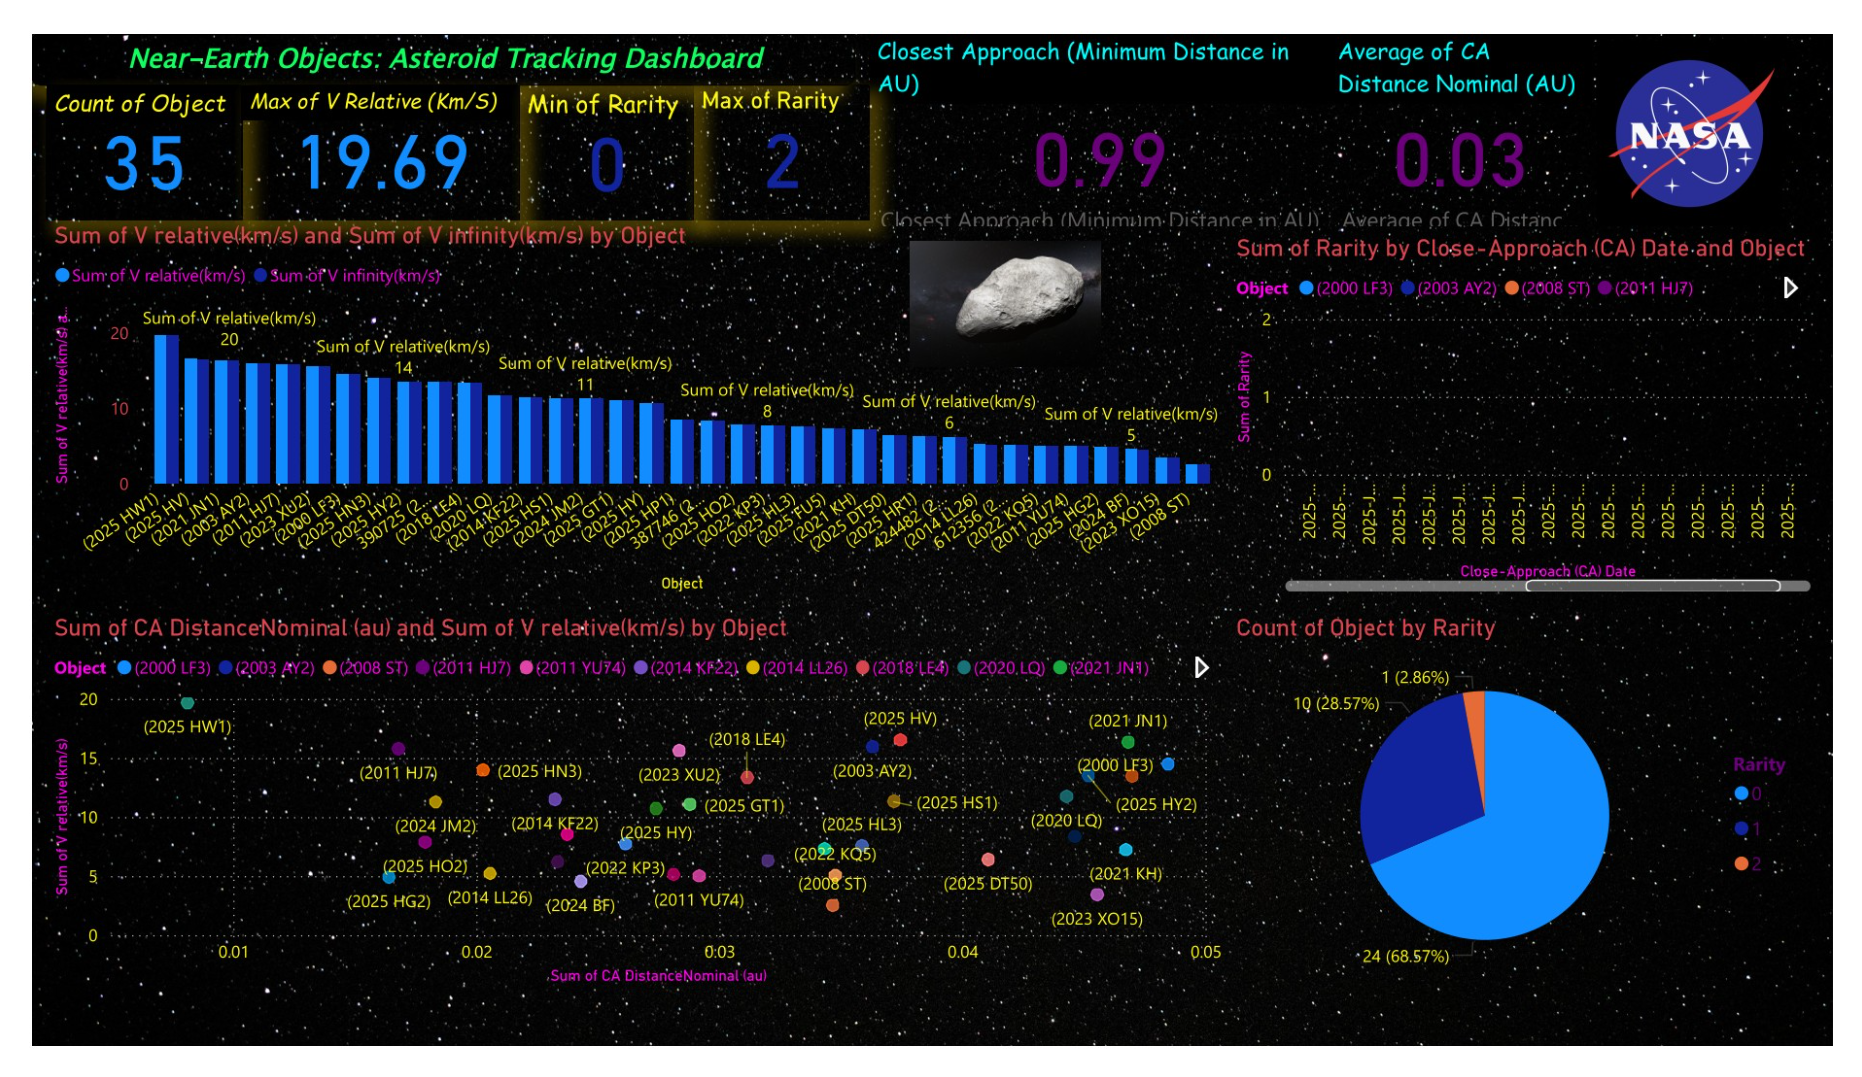 Near-Earth Objects: Asteroid Tracking Dashboard
Count of Object
35
Max of V Relative (Km/S)
19.69
Min of Rarity
0
Max of Rarity
2
Closest Approach (Minimum Distance in
AU)
0.99
Closest Approach (Minimum Distance in AU)
Average of CA
Distance Nominal (AU)
0.03
Average of CA Distanc
NASA
Sum of V relative(km/s) and Sum of V infinity(km/s) by Object
Sum of V relative(km/s) Sum of V infinity(km/s)
Sum of V relative(km/s) a...
20
10
0
Sum of V relative(km/s)
20
Sum of V relative(km/s)
14
Sum of V relative(km/s)
11
Sum of V relative(km/s)
8
Sum of V relative(km/s)
6
Sum of V relative(km/s)
5
(2025 HW1)
(2025 HV)
(2021 JN1)
(2003 AY2)
(2011 HJ7)
(2023 XU2)
(2000 LF3)
(2025 HN3)
(2025 HY2)
39725 (2...
(2018 LE4)
(2020 LQ)
(2014 KF22)
(2025 HS1)
(2024 JM2)
(2025 GT1)
(2025 HY)
(2025 HP1)
387746 (2...
(2025 HO2)
(2022 KP3)
(2025 HL3)
(2025 FU5)
(2021 KH)
(2025 DT50)
(2025 HR1)
424482 (2...
(2014 LL26)
612356 (2...
(2022 KQ5)
(2011 YU74)
(2025 HG2)
(2024 BF)
(2023 XO15)
(2008 ST)
Object
Sum of Rarity by Close-Approach (CA) Date and Object
Object (2000 LF3) (2003 AY2) (2008 ST) (2011 HJ7)
Sum of Rarity
2
1
0
2025-...
2025-J...
2025-J...
2025-J...
2025-J...
2025-J...
2025-J...
2025-J...
2025-...
2025-...
2025-...
2025-...
2025-...
2025-...
2025-...
2025-...
2025-...
Close-Approach (CA) Date
Sum of CA DistanceNominal (au) and Sum of V relative(km/s) by Object
Object (2000 LF3) (2003 AY2) (2008 ST) (2011 HJ7) (2011 YU74) (2014 KF22) (2014 LL26) (2018 LE4) (2020 LQ) (2021 JN1)
Sum of V relative(km/s)
20
15
10
5
0
(2025 HW1)
(2011 HJ7)
(2025 HN3)
(2024 JM2)
(2025 HO2)
(2025 HG2)
(2014 LL26)
(2014 KF22)
(2024 BF)
(2022 KP3)
(2025 HY)
(2023 XU2)
(2018 LE4)
(2025 GT1)
(2011 YU74)
(2025 HV)
(2003 AY2)
(2025 HS1)
(2025 HL3)
(2022 KQ5)
(2008 ST)
(2025 DT50)
(2021 JN1)
(2000 LF3)
(2025 HY2)
(2020 LQ)
(2021 KH)
(2023 XO15)
0.01
0.02
0.03
0.04
0.05
Sum of CA DistanceNominal (au)
Count of Object by Rarity
1 (2.86%)
10 (28.57%)
24 (68.57%)
Rarity
0
1
2